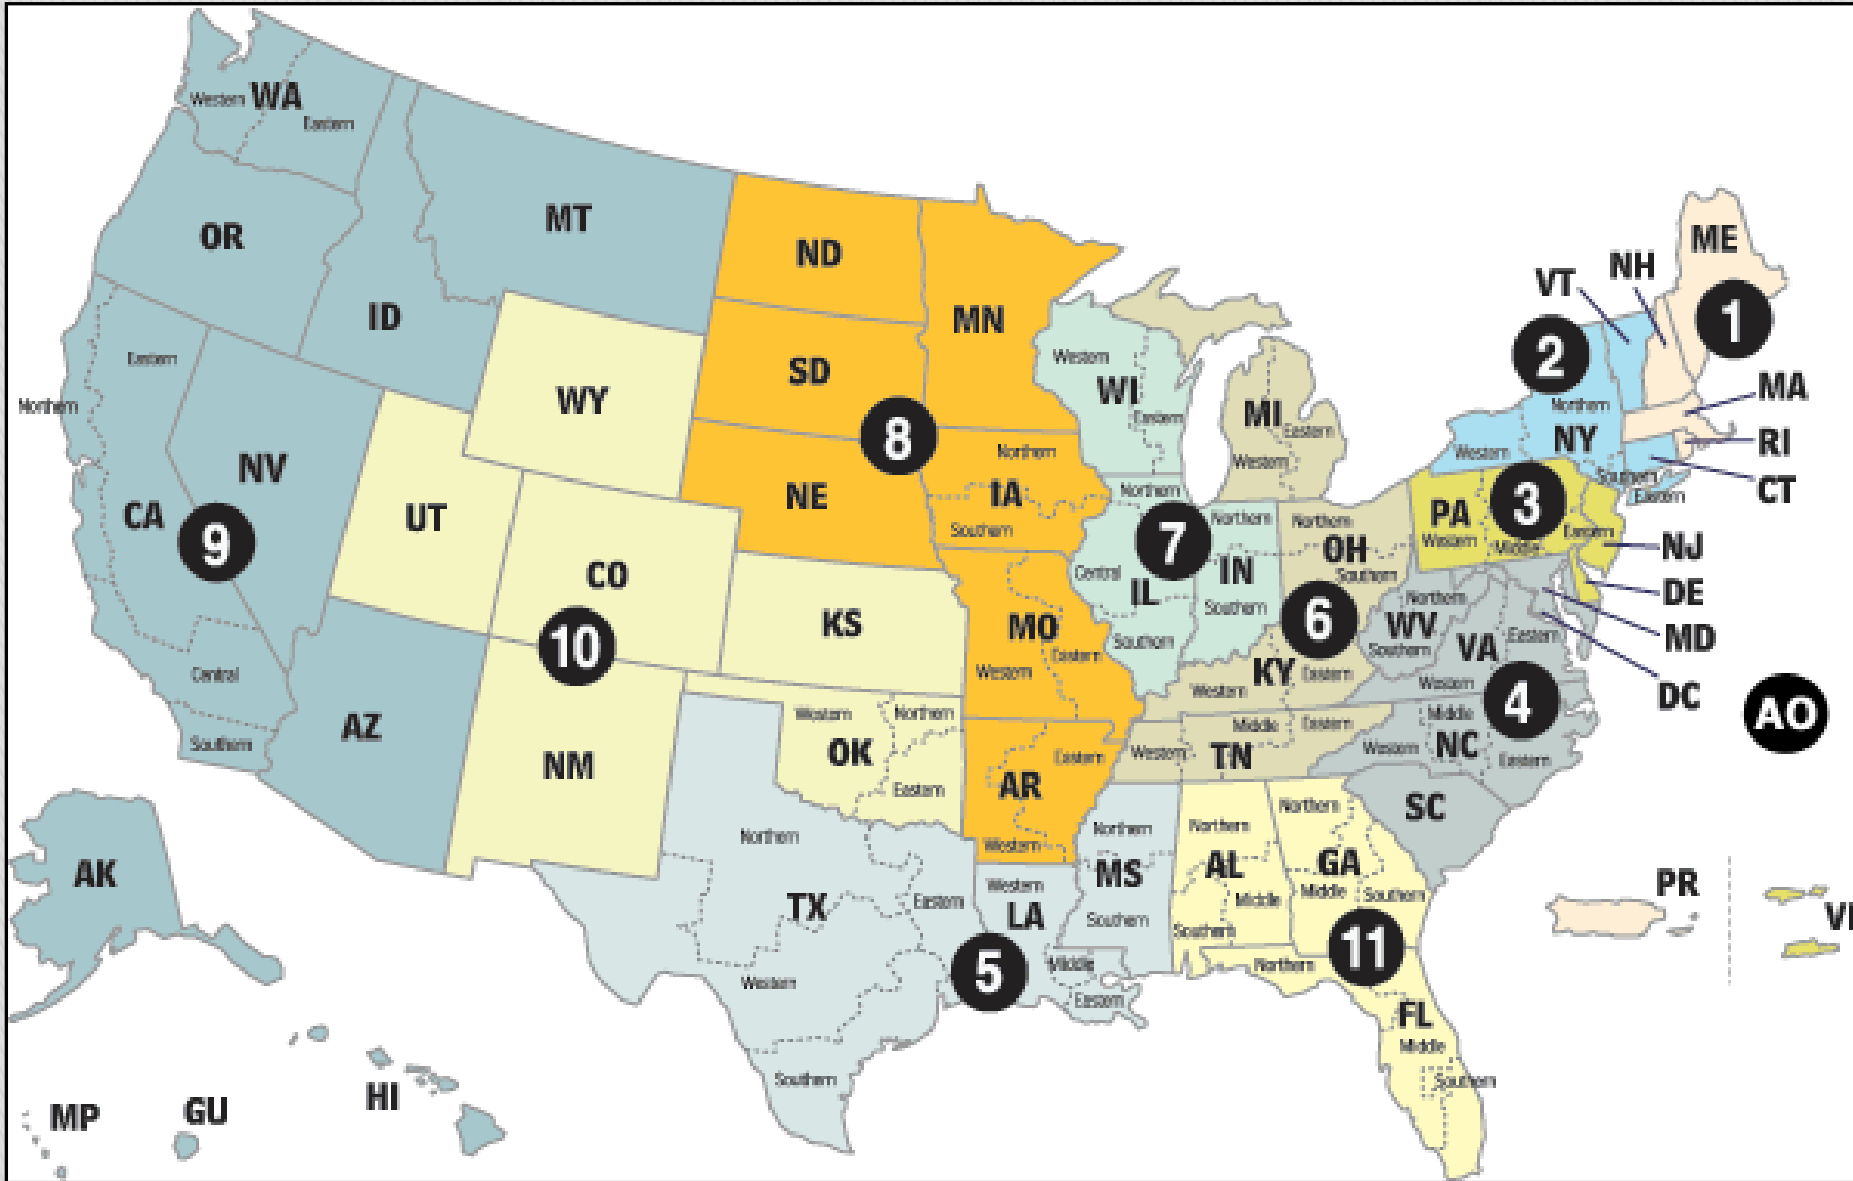 WA
Western
Eastern
OR
MT
ID
ND
MN
SD
WY
NE
8
Northern
IA
Southern
Eastern
Northern
NV
CA
9
UT
CO
10
KS
MO
Western
Eastern
Central
Southern
AZ
NM
Western
Northern
OK
Eastern
AR
Eastern
Western
Northern
TX
Eastern
Western
Southern
Western
LA
5
Middle
Eastern
Northern
MS
Southern
Western
WI
Eastern
Northern
7
Central
IL
Southern
Northern
IN
Southern
MI
Eastern
Western
Northern
OH
Southern
6
KY
Western
Eastern
Middle
Eastern
Western
TN
Northern
AL
Middle
Southern
Northern
GA
Middle
Southern
11
Northern
FL
Middle
Southern
ME
NH
VT
1
2
MA
Northern
NY
Western
Southern
Eastern
RI
CT
PA
3
Western
Middle
Eastern
NJ
DE
MD
DC
Northern
WV
Southern
VA
Eastern
Western
4
Middle
Western
NC
Eastern
SC
AO
PR
VI
AK
HI
GU
MP